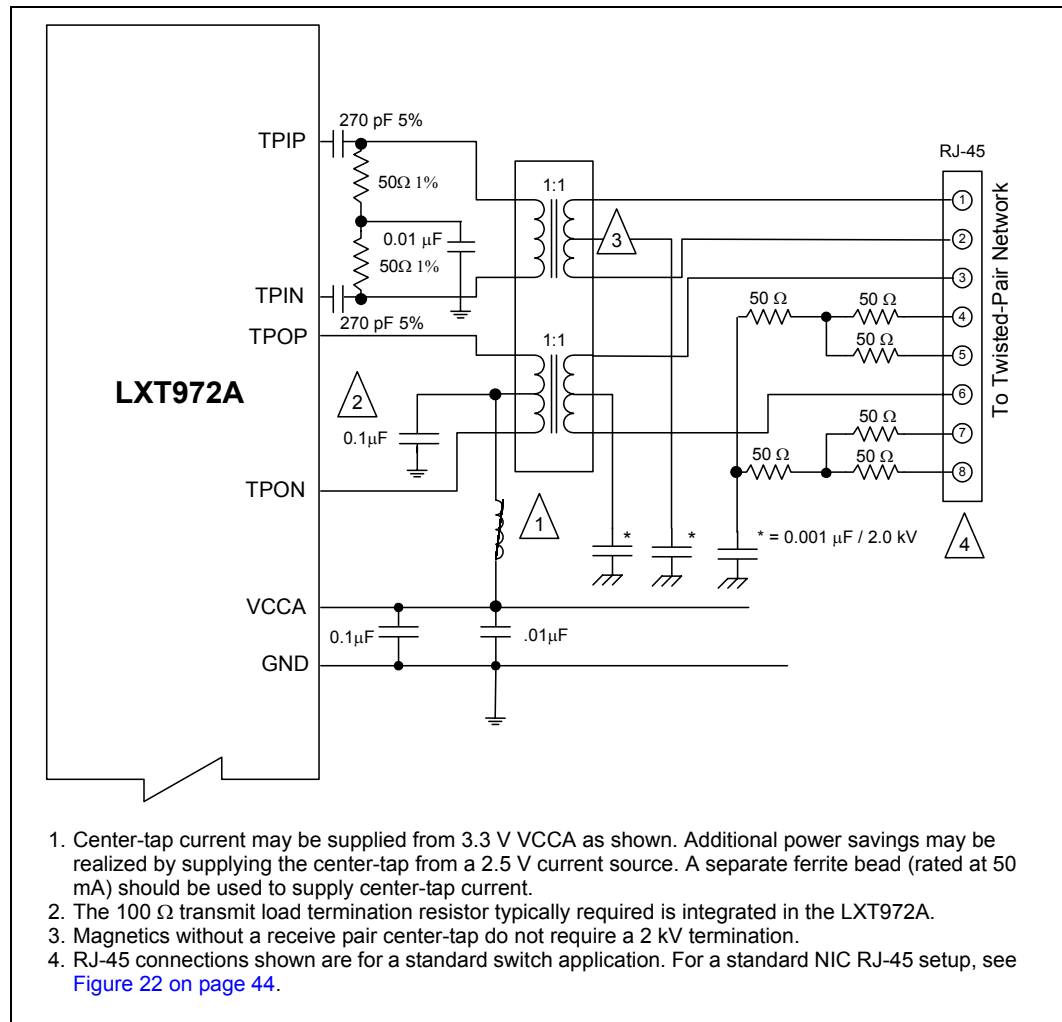 270 pF 5%
TPIP
50Ω 1%
0.01 µF
50Ω 1%
TPIN
270 pF 5%
TPOP
LXT972A
2
0.1µF
TPON
1:1
3
1:1
1
RJ-45
1
2
3
4
5
6
7
8
To Twisted-Pair Network
50 Ω
50 Ω
50 Ω
50 Ω
50 Ω
50 Ω
*
*
* = 0.001 µF / 2.0 kV
4
VCCA
0.1µF
.01µF
GND
1. Center-tap current may be supplied from 3.3 V VCCA as shown. Additional power savings may be
realized by supplying the center-tap from a 2.5 V current source. A separate ferrite bead (rated at 50
mA) should be used to supply center-tap current.
2. The 100 Ω transmit load termination resistor typically required is integrated in the LXT972A.
3. Magnetics without a receive pair center-tap do not require a 2 kV termination.
4. RJ-45 connections shown are for a standard switch application. For a standard NIC RJ-45 setup, see
Figure 22 on page 44.